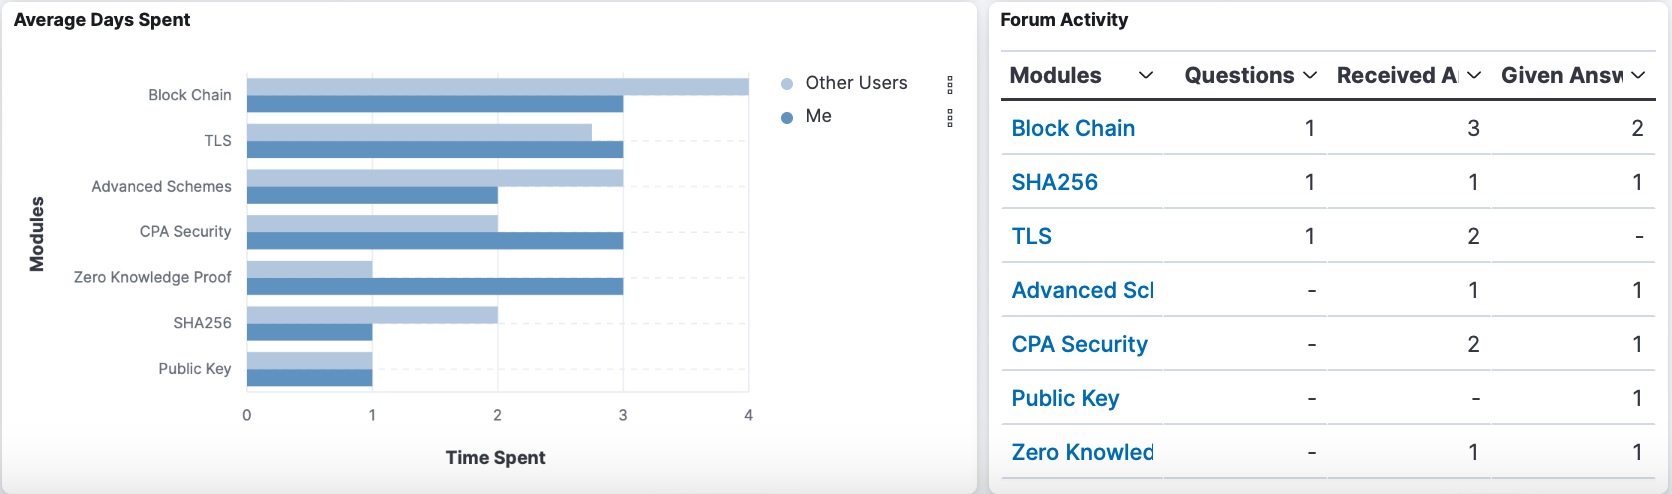 Average Days Spent
Other Users
Me
Modules
Block Chain
TLS
Advanced Schemes
CPA Security
Zero Knowledge Proof
SHA256
Public Key
0 1 2 3 4
Time Spent
Forum Activity
Modules Questions Received A Given Answ
Block Chain 1 3 2
SHA256 1 1 1
TLS 1 2 -
Advanced Scl - 1 1
CPA Security - 2 1
Public Key - - 1
Zero Knowled - 1 1